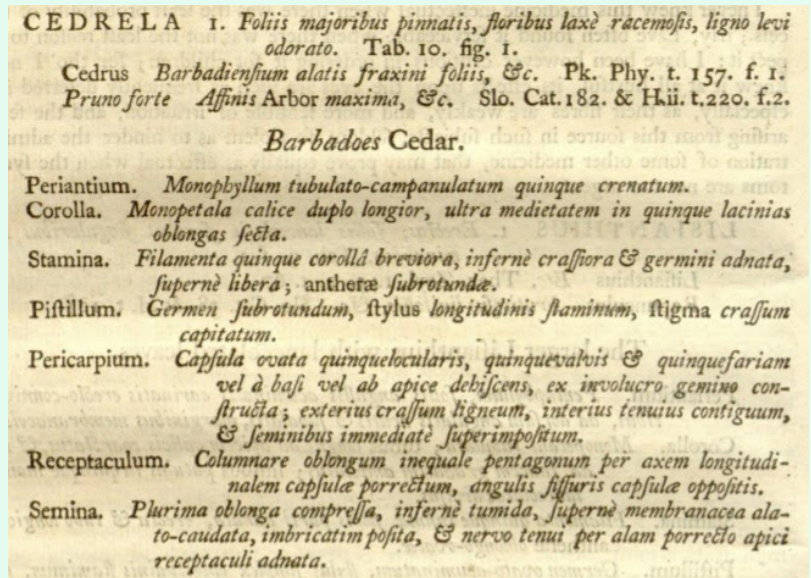 CEDRELA 1. Foliis majoribus pinnatis, floribus laxè racemosis, ligno levi
odorato. Tab. 10. fig. 1.
Cedrus Barbadiensium alatis fraxini foliis, &c. Pk. Phy. t. 157. f. 1.
Pruno forte Affinis Arbor maxima, &c. Slo. Cat. 182. & H. ii. t. 220. f. 2.
Barbadoes Cedar.
Periantium. Monophyllum tubulato-campanulatum quinque crenatum.
Corolla. Monopetala calice duplo longior, ultra medietatem in quinque lacinias
oblongas secta.
Stamina. Filamenta quinque corollâ breviora, infernè crassiora & germini adnata,
supernè libera; antheræ subrotundæ.
Pistillum. Germen subrotundum, stylus longitudinis staminum, stigma crassum
capitatum.
Pericarpium. Capsula ovata quinquelocularis, quinquevalvis & quinquefariam
vel à basi vel ab apice dehiscens, ex involucro gemino con-
structa; exterius crassum ligneum, interius tenuius contiguum,
& seminibus immediatè superimpositum.
Receptaculum. Columnare oblongum inequale pentagonum per axem longitudi-
nalem capsulæ porrectum, angulis fissuris capsulæ oppositis.
Semina. Plurima oblonga compressa, infernè tumida, supernè membranacea ala-
to-caudata, imbricatim posita, & nervo tenui per alam porrecto apici
receptaculi adnata.